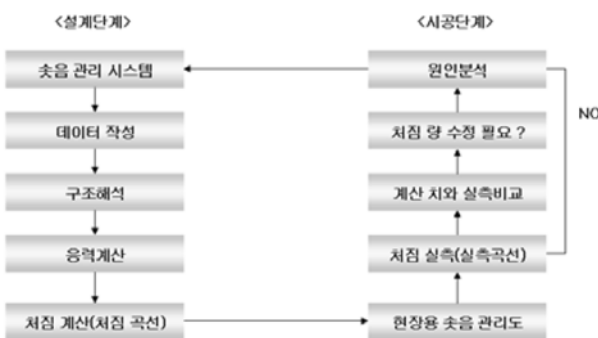 <설계단계>
솟음 관리 시스템
데이터 작성
구조해석
응력계산
처짐 계산(처짐 곡선)
<시공단계>
원인분석
처짐 량 수정 필요 ?
계산 치와 실측비교
처짐 실측(실측곡선)
현장용 솟음 관리도
NO